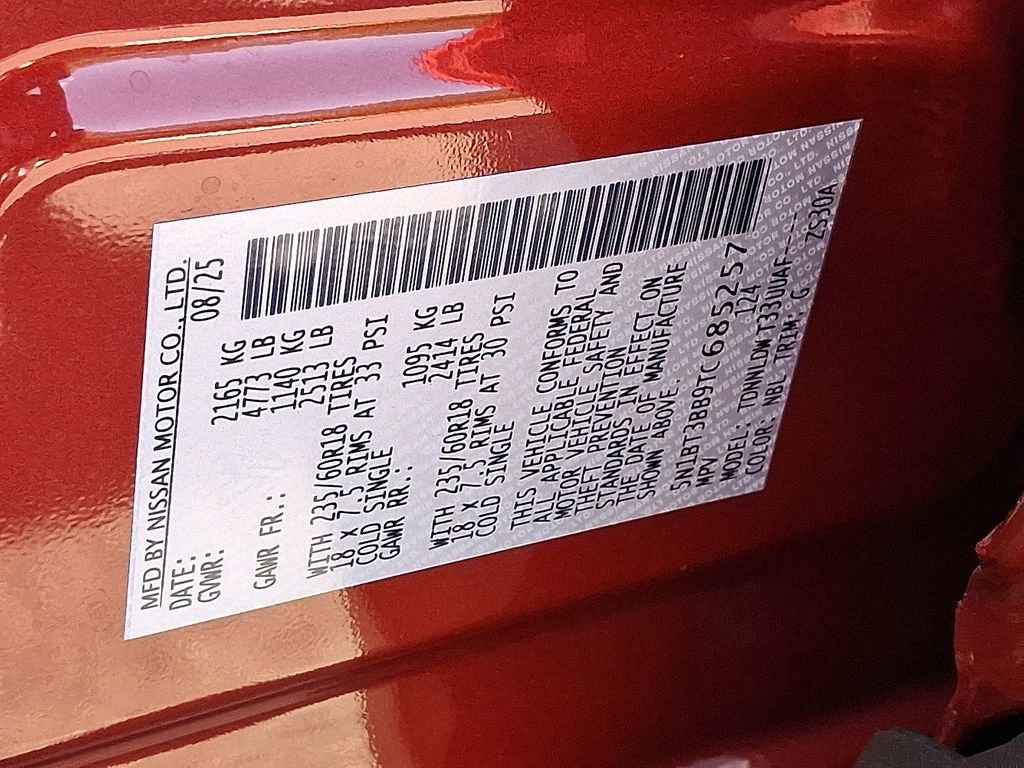 MFD BY NISSAN MOTOR CO., LTD.
DATE: 08/25
GVWR: 2165 KG
4773 LB
GAWR FR.: 1140 KG
2513 LB
WITH 235/60R18 TIRES
18 X 7.5 RIMS AT 33 PSI
COLD SINGLE
GAWR RR.: 1095 KG
2414 LB
WITH 235/60R18 TIRES
18 X 7.5 RIMS AT 30 PSI
COLD SINGLE
THIS VEHICLE CONFORMS TO
ALL APPLICABLE FEDERAL
MOTOR VEHICLE SAFETY AND
THEFT PREVENTION
STANDARDS IN EFFECT ON
THE DATE OF MANUFACTURE
SHOWN ABOVE.
5N1BT3BB9TC685257
MPV 124
MODEL: TDNNLDWT33UUAF-----
COLOR: NBL TRIM: G ZS30A